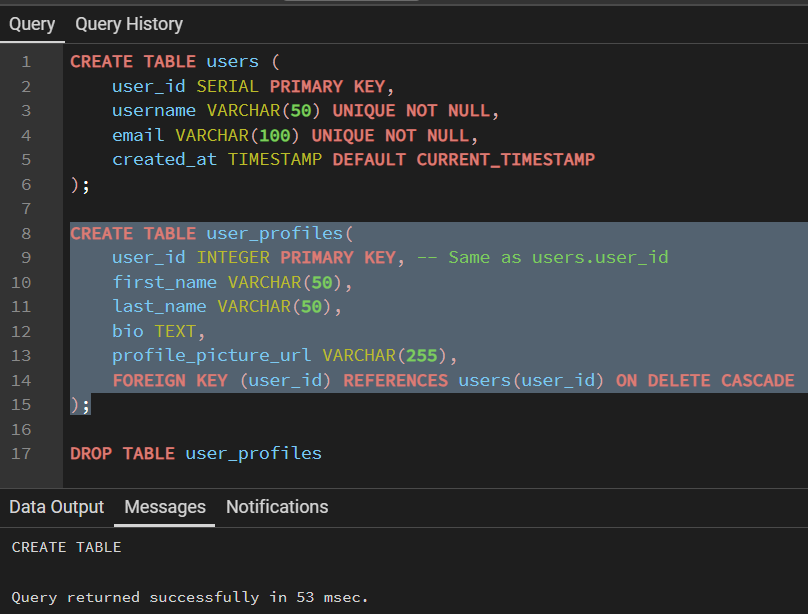 Query Query History
1 CREATE TABLE users (
2 user_id SERIAL PRIMARY KEY,
3 username VARCHAR(50) UNIQUE NOT NULL,
4 email VARCHAR(100) UNIQUE NOT NULL,
5 created_at TIMESTAMP DEFAULT CURRENT_TIMESTAMP
6 );
7
8 CREATE TABLE user_profiles(
9 user_id INTEGER PRIMARY KEY, -- Same as users.user_id
10 first_name VARCHAR(50),
11 last_name VARCHAR(50),
12 bio TEXT,
13 profile_picture_url VARCHAR(255),
14 FOREIGN KEY (user_id) REFERENCES users(user_id) ON DELETE CASCADE
15 );
16
17 DROP TABLE user_profiles
Data Output Messages Notifications
CREATE TABLE
Query returned successfully in 53 msec.